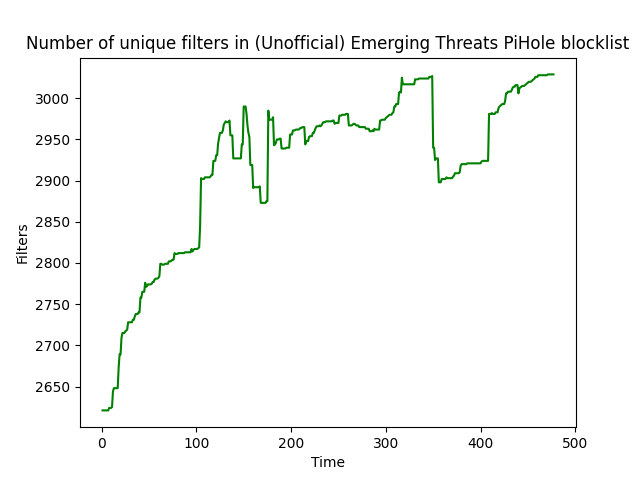 Number of unique filters in (Unofficial) Emerging Threats PiHole blocklist
3000
2950
2900
2850
2800
2750
2700
2650
Filters
0 100 200 300 400 500
Time